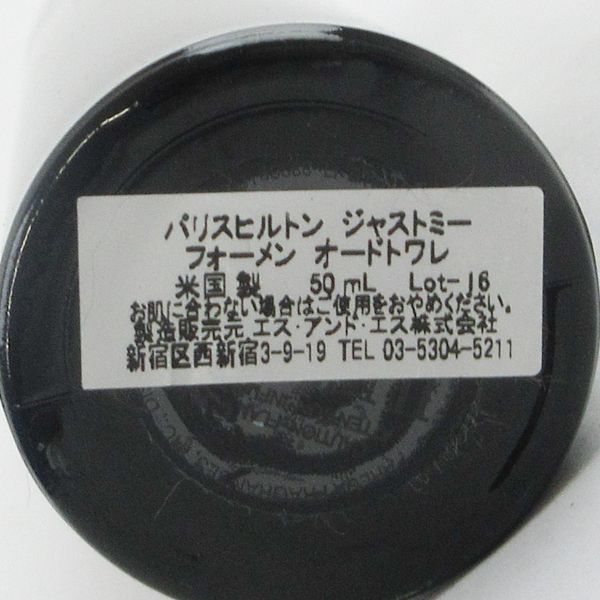 パリスヒルトン ジャストミー
フォーメン オードトワレ
米国製 50mL Lot-16
お肌に合わない場合はご使用をおやめください。
製造販売元 エス・アンド・エス株式会社
新宿区西新宿3-9-19 TEL 03-5304-5211